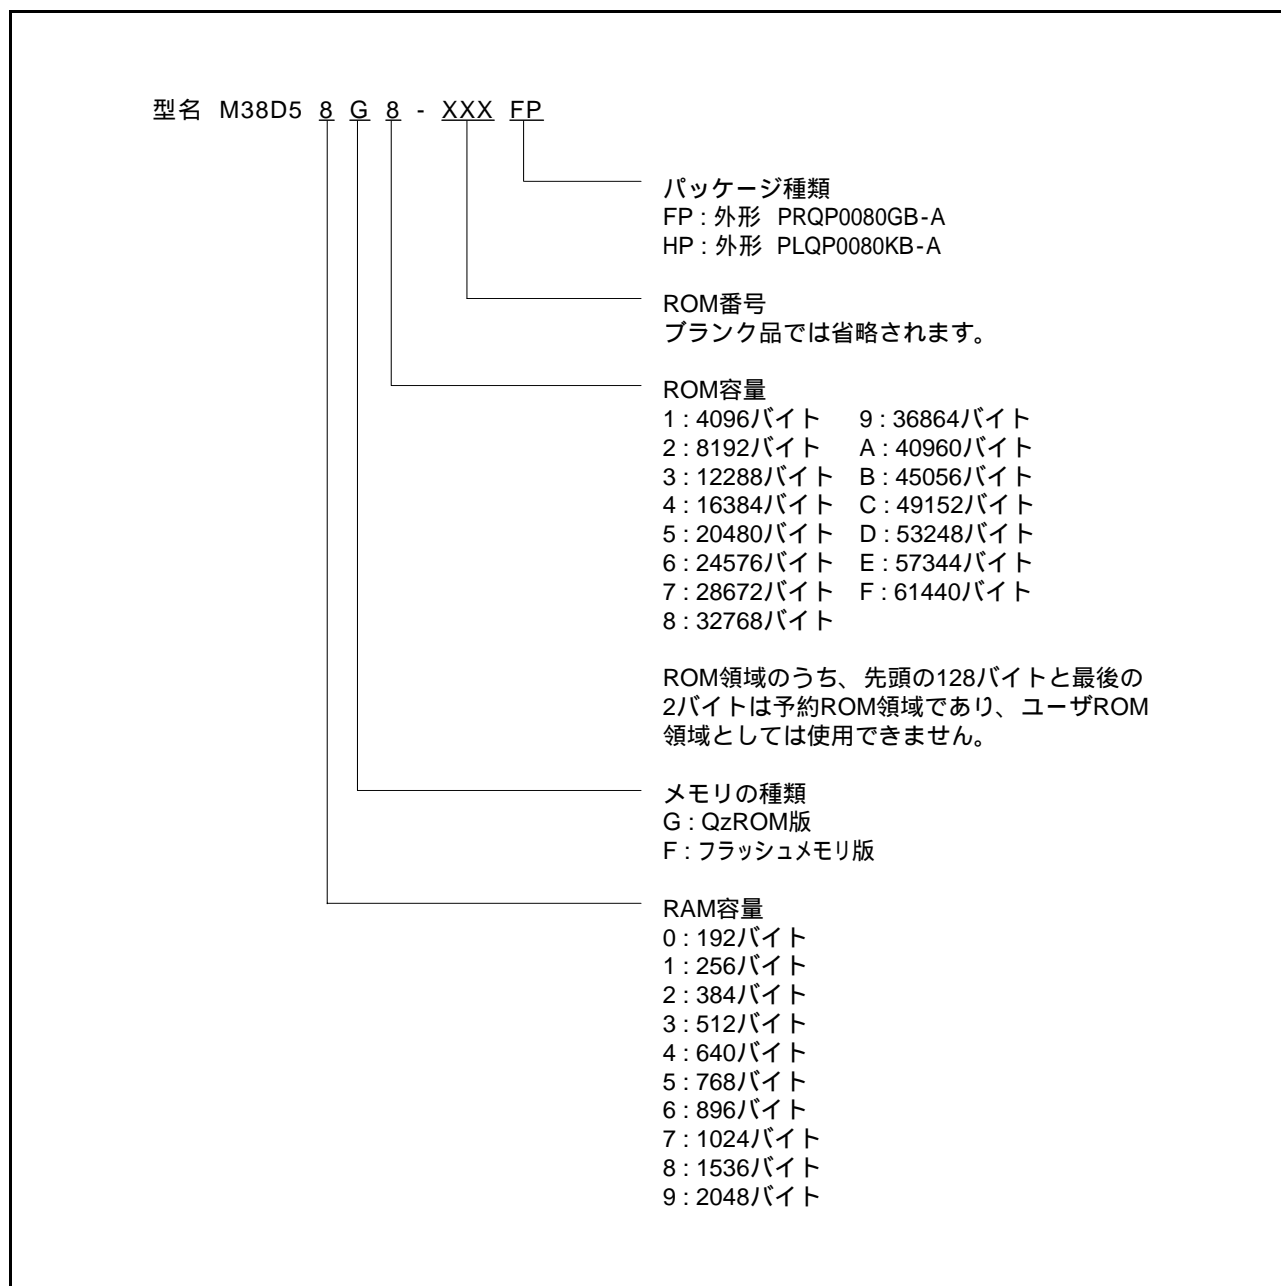 型名 M38D5 8 G 8 - XXX FP
パッケージ種類
FP : 外形 PRQP0080GB-A
HP : 外形 PLQP0080KB-A
ROM番号
ブランク品では省略されます。
ROM容量
1 : 4096バイト 9 : 36864バイト
2 : 8192バイト A : 40960バイト
3 : 12288バイト B : 45056バイト
4 : 16384バイト C : 49152バイト
5 : 20480バイト D : 53248バイト
6 : 24576バイト E : 57344バイト
7 : 28672バイト F : 61440バイト
8 : 32768バイト
ROM領域のうち、先頭の128バイトと最後の
2バイトは予約ROM領域であり、ユーザROM
領域としては使用できません。
メモリの種類
G : QzROM版
F : フラッシュメモリ版
RAM容量
0 : 192バイト
1 : 256バイト
2 : 384バイト
3 : 512バイト
4 : 640バイト
5 : 768バイト
6 : 896バイト
7 : 1024バイト
8 : 1536バイト
9 : 2048バイト